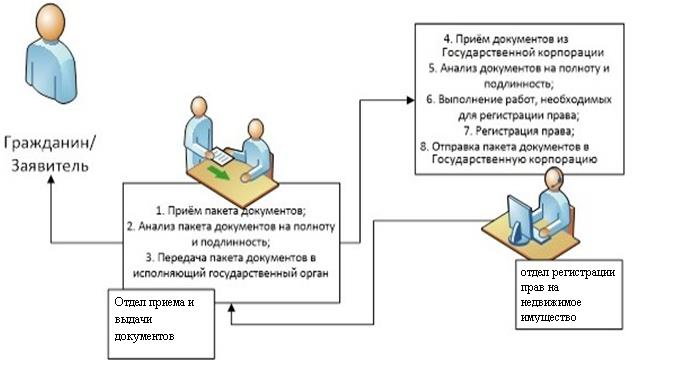 Гражданин/
Заявитель
1. Приём пакета документов;
2. Анализ пакета документов на полноту
и подлинность;
3. Передача пакета документов в
исполняющий государственный орган
Отдел приема и
выдачи
документов
4. Приём документов из
Государственной корпорации
5. Анализ документов на полноту и
подлинность;
6. Выполнение работ, необходимых
для регистрации права;
7. Регистрация права;
8. Отправка пакета документов в
Государственную корпорацию
отдел регистрации
прав на
недвижимое
имущество